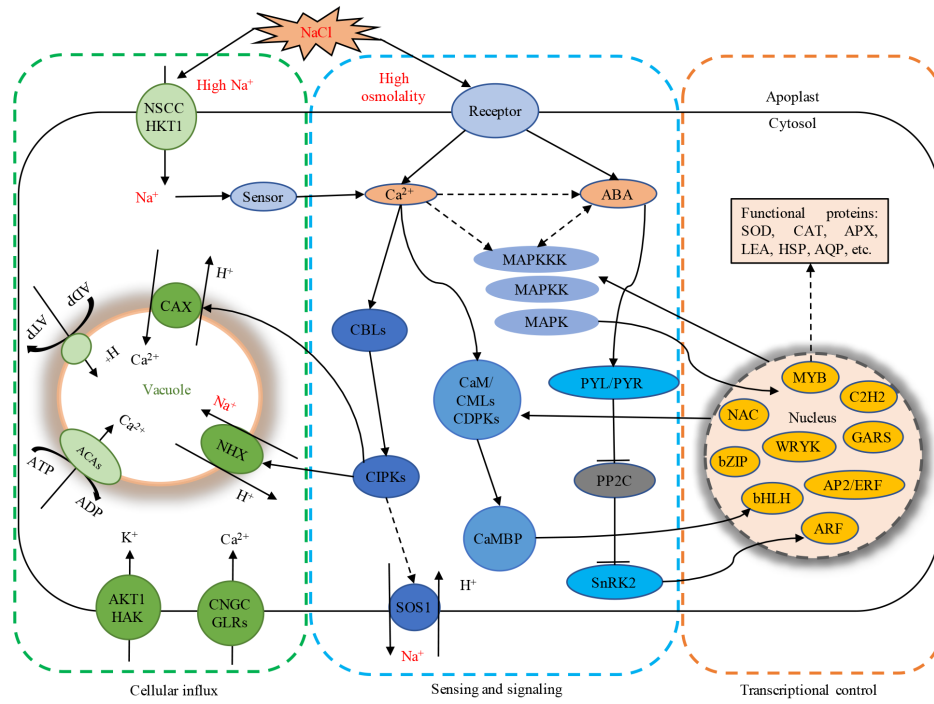 NaCl
High Na⁺
High
osmolality
NSCC
HKT1
Receptor
Apoplast
Cytosol
Na⁺
Sensor
Ca²⁺
ABA
Functional proteins:
SOD, CAT, APX,
LEA, HSP, AQP, etc.
MAPKKK
MAPKK
MAPK
H⁺
CAX
Ca²⁺
ADP
ATP
H⁺
Vacuole
CBLs
CaM/
CMLs
CDPKs
PYL/PYR
MYB
C2H2
NAC
Nucleus
GARS
WRYK
bZIP
AP2/ERF
bHLH
ARF
Na⁺
Ca²⁺
ACAs
NHX
ATP
ADP
H⁺
CIPKs
PP2C
CaMBP
SnRK2
K⁺
Ca²⁺
AKT1
HAK
CNGC
GLRs
SOS1
H⁺
Na⁺
Cellular influx
Sensing and signaling
Transcriptional control